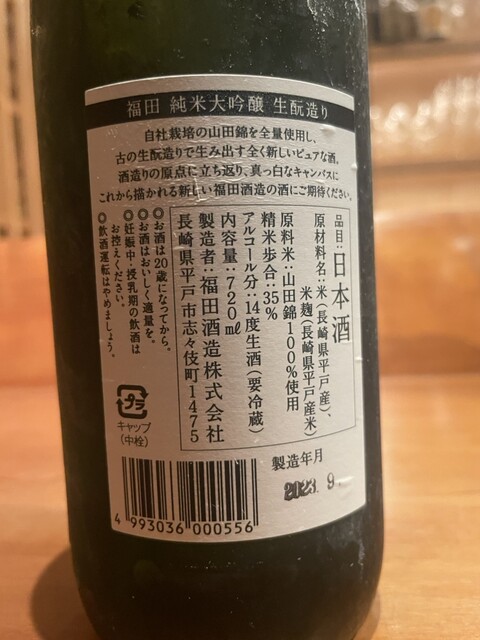 福田 純米大吟醸 生酛造り
自社栽培の山田錦を全量使用し、
古の生酛造りで生み出す全く新しいピュアな酒。
酒造りの原点に立ち返り、真っ白なキャンバスに
これから描かれる新しい福田酒造の酒にご期待ください。
品目:日本酒
原材料名:米(長崎県平戸産)、
米麹(長崎県平戸産米)
原料米:山田錦100%使用
精米歩合:35%
アルコール分:14度生酒(要冷蔵)
内容量:720ml
製造者:福田酒造株式会社
長崎県平戸市志々伎町1475
◎お酒は20歳になってから。
◎お酒はおいしく適量を。
◎妊娠中・授乳期の飲酒は
お控えください。
◎飲酒運転はやめましょう。
プラ
キャップ
(中栓)
製造年月
2023. 9.
4 993036 000556